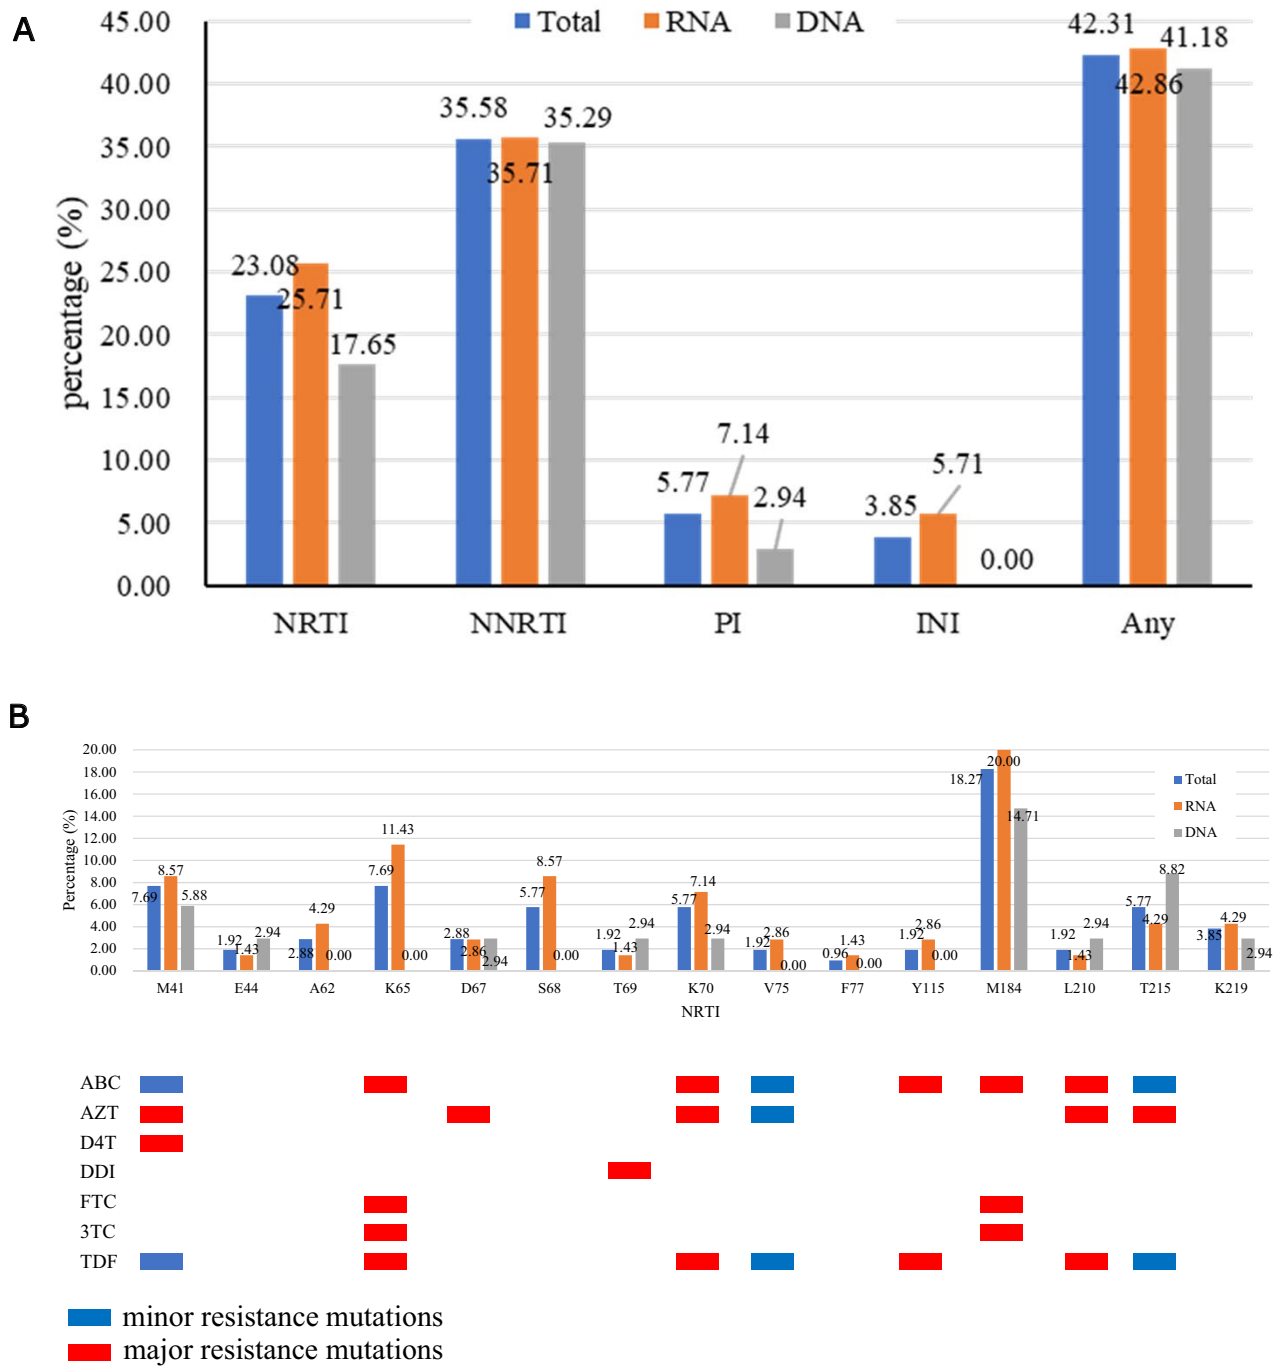 A
Total RNA DNA
45.00
40.00
35.00
30.00
25.00
20.00
15.00
10.00
5.00
0.00
percentage (%)
23.08 25.71 17.65
35.58 35.71 35.29
5.77 7.14 2.94
3.85 5.71 0.00
42.31 42.86 41.18
NRTI NNRTI PI INI Any
B
20.00
18.00
16.00
14.00
12.00
10.00
8.00
6.00
4.00
2.00
0.00
Percentage (%)
Total
RNA
DNA
7.69 8.57 5.88
1.92 1.43 2.94
2.88 4.29 0.00
7.69 11.43 0.00
2.88 2.86 2.94
5.77 8.57 0.00
1.92 1.43 2.94
5.77 7.14 2.94
1.92 2.86 0.00
0.96 1.43 0.00
1.92 2.86 0.00
18.27 20.00 14.71
1.92 1.43 2.94
5.77 4.29 8.82
3.85 4.29 2.94
M41 E44 A62 K65 D67 S68 T69 K70 V75 F77 Y115 M184 L210 T215 K219
NRTI
ABC
AZT
D4T
DDI
FTC
3TC
TDF
minor resistance mutations
major resistance mutations